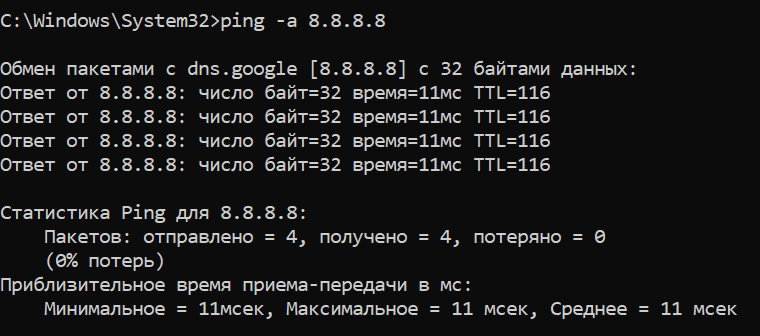 C:\Windows\System32>ping -a 8.8.8.8
Обмен пакетами с dns.google [8.8.8.8] с 32 байтами данных:
Ответ от 8.8.8.8: число байт=32 время=11мс TTL=116
Ответ от 8.8.8.8: число байт=32 время=11мс TTL=116
Ответ от 8.8.8.8: число байт=32 время=11мс TTL=116
Ответ от 8.8.8.8: число байт=32 время=11мс TTL=116
Статистика Ping для 8.8.8.8:
    Пакетов: отправлено = 4, получено = 4, потеряно = 0
    (0% потерь)
Приблизительное время приема-передачи в мс:
    Минимальное = 11мсек, Максимальное = 11 мсек, Среднее = 11 мсек